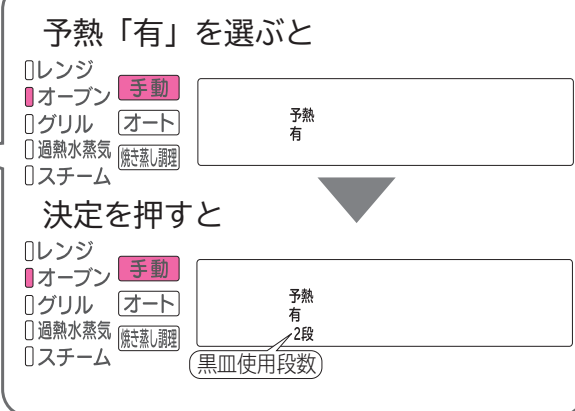 予熱「有」を選ぶと
レンジ
オーブン
グリル
過熱水蒸気
スチーム
手動
オート
焼き蒸し調理
予熱
有
決定を押すと
レンジ
オーブン
グリル
過熱水蒸気
スチーム
手動
オート
焼き蒸し調理
予熱
有
2段
黒皿使用段数